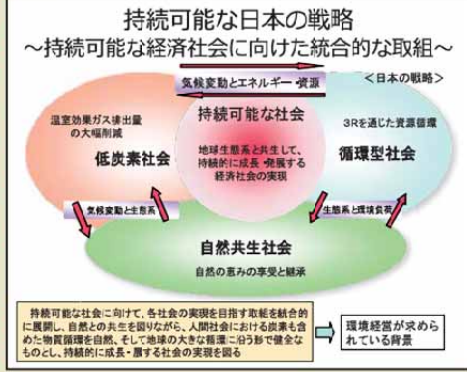 持続可能な日本の戦略
～持続可能な経済社会に向けた統合的な取組～
気候変動とエネルギー・資源
＜日本の戦略＞
温室効果ガス排出量
の大幅削減
低炭素社会
持続可能な社会
地球生態系と共生して、
持続的に成長・発展する
経済社会の実現
3Rを通じた資源循環
循環型社会
気候変動と生態系
生態系と環境負荷
自然共生社会
自然の恵みの享受と継承
持続可能な社会に向けて、各社会の実現を目指す取組を統合的
に展開し、自然との共生を図りながら、人間社会における炭素も含
めた物質循環を自然、そして地球の大きな循環に沿う形で健全な
ものとし、持続的に成長・展する社会の実現を図る
環境経営が求めら
れている背景